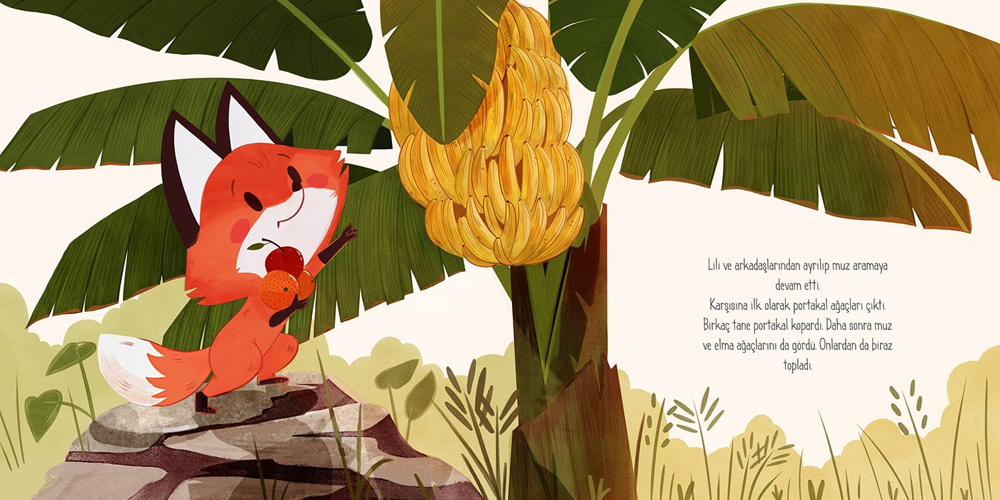 Lili ve arkadaşlarından ayrılıp muz aramaya
devam etti.
Karşısına ilk olarak portakal ağaçları çıktı.
Birkaç tane portakal kopardı. Daha sonra muz
ve elma ağaçlarını da gördü. Onlardan da biraz
topladı.